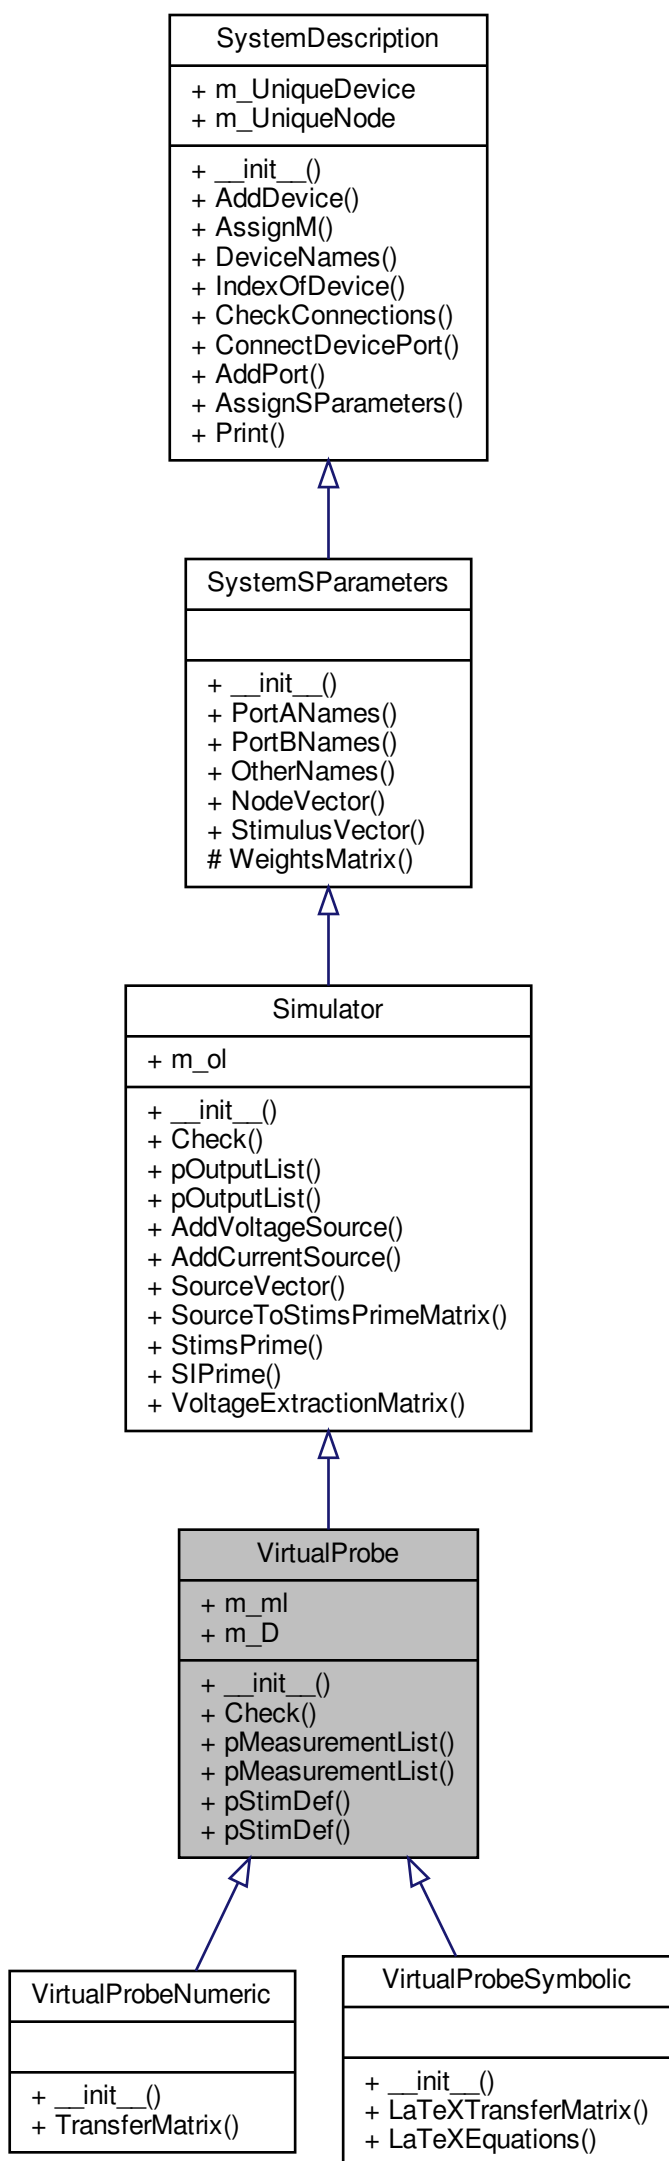 SystemDescription
+ m_UniqueDevice
+ m_UniqueNode
+ __init__()
+ AddDevice()
+ AssignM()
+ DeviceNames()
+ IndexOfDevice()
+ CheckConnections()
+ ConnectDevicePort()
+ AddPort()
+ AssignSParameters()
+ Print()
SystemSParameters
+ __init__()
+ PortANames()
+ PortBNames()
+ OtherNames()
+ NodeVector()
+ StimulusVector()
# WeightsMatrix()
Simulator
+ m_ol
+ __init__()
+ Check()
+ pOutputList()
+ pOutputList()
+ AddVoltageSource()
+ AddCurrentSource()
+ SourceVector()
+ SourceToStimsPrimeMatrix()
+ StimsPrime()
+ SIPrime()
+ VoltageExtractionMatrix()
VirtualProbe
+ m_ml
+ m_D
+ __init__()
+ Check()
+ pMeasurementList()
+ pMeasurementList()
+ pStimDef()
+ pStimDef()
VirtualProbeNumeric
+ __init__()
+ TransferMatrix()
VirtualProbeSymbolic
+ __init__()
+ LaTeXTransferMatrix()
+ LaTeXEquations()